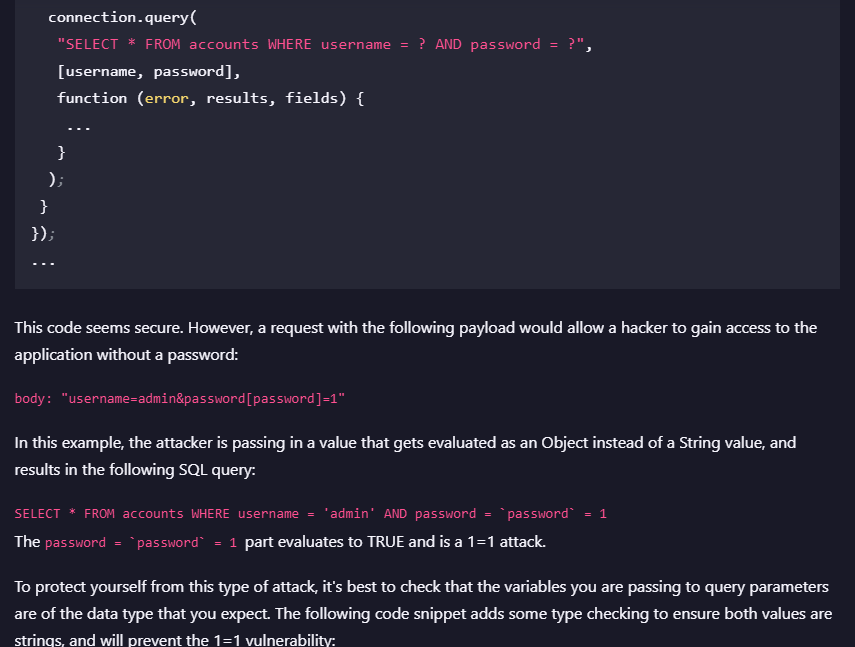 connection.query(
"SELECT * FROM accounts WHERE username = ? AND password = ?",
[username, password],
function (error, results, fields) {
...
}
);
}
});
...
This code seems secure. However, a request with the following payload would allow a hacker to gain access to the
application without a password:
body: "username=admin&password[password]=1"
In this example, the attacker is passing in a value that gets evaluated as an Object instead of a String value, and
results in the following SQL query:
SELECT * FROM accounts WHERE username = 'admin' AND password = `password` = 1
The password = `password` = 1 part evaluates to TRUE and is a 1=1 attack.
To protect yourself from this type of attack, it's best to check that the variables you are passing to query parameters
are of the data type that you expect. The following code snippet adds some type checking to ensure both values are
strings, and will prevent the 1=1 vulnerability: